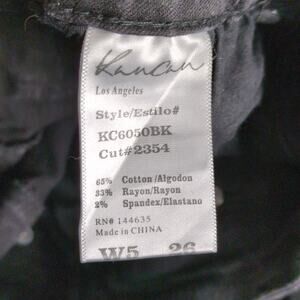 Kancan
Los Angeles
Style/Estilo#
KC6050BK
Cut#2354
65% Cotton/Algodon
33% Rayon/Rayon
2% Spandex/Elastano
RN# 144635
Made in CHINA
W5 26